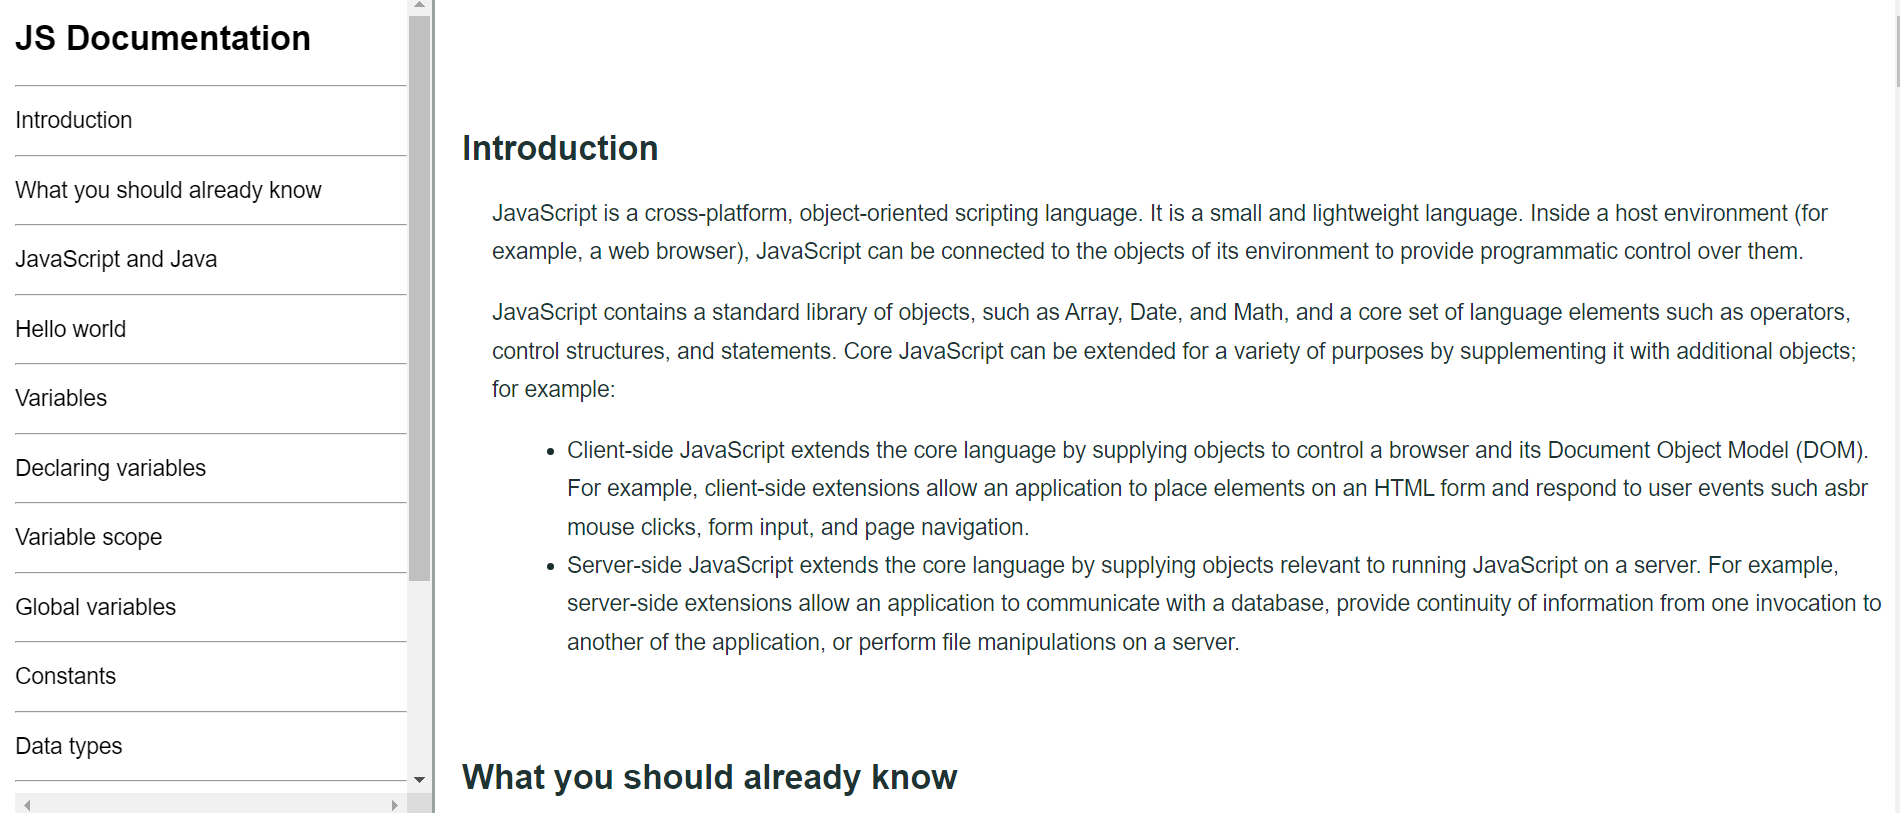 JS Documentation
Introduction
What you should already know
JavaScript and Java
Hello world
Variables
Declaring variables
Variable scope
Global variables
Constants
Data types
Introduction
JavaScript is a cross-platform, object-oriented scripting language. It is a small and lightweight language. Inside a host environment (for
example, a web browser), JavaScript can be connected to the objects of its environment to provide programmatic control over them.
JavaScript contains a standard library of objects, such as Array, Date, and Math, and a core set of language elements such as operators,
control structures, and statements. Core JavaScript can be extended for a variety of purposes by supplementing it with additional objects;
for example:
• Client-side JavaScript extends the core language by supplying objects to control a browser and its Document Object Model (DOM).
For example, client-side extensions allow an application to place elements on an HTML form and respond to user events such asbr
mouse clicks, form input, and page navigation.
• Server-side JavaScript extends the core language by supplying objects relevant to running JavaScript on a server. For example,
server-side extensions allow an application to communicate with a database, provide continuity of information from one invocation to
another of the application, or perform file manipulations on a server.
What you should already know